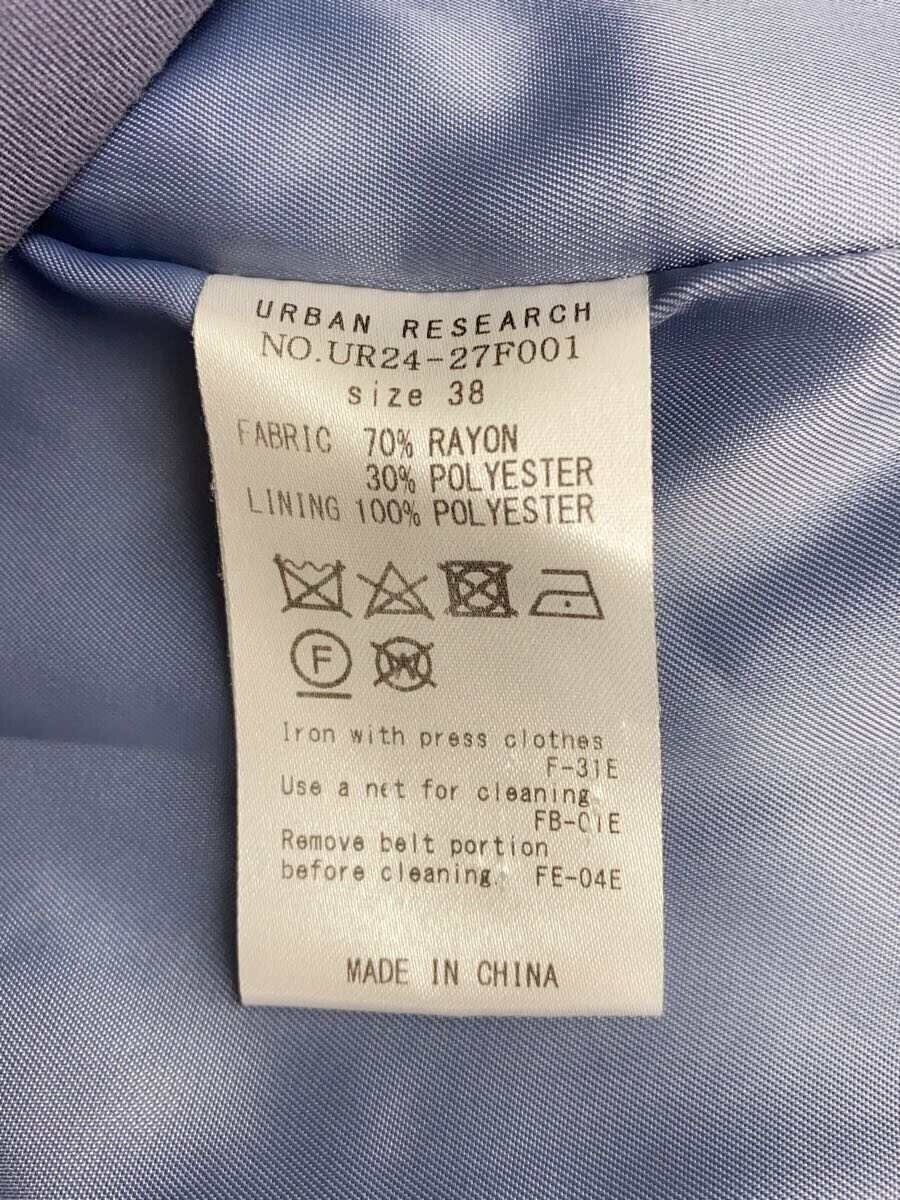 URBAN RESEARCH
NO.UR24-27F001
size 38
FABRIC 70% RAYON
30% POLYESTER
LINING 100% POLYESTER
F W
Iron with press clothes
F-31E
Use a net for cleaning
FB-01E
Remove belt portion
before cleaning. FE-04E
MADE IN CHINA